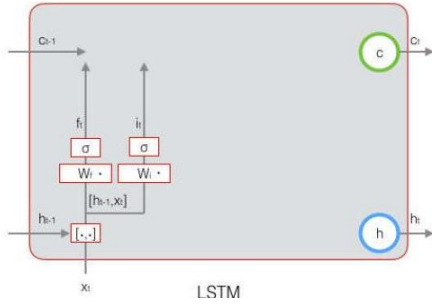 Ct-1
c
Ct
ft
it
σ
σ
Wf ·
Wi ·
[ht-1,xt]
ht-1
[·,·]
h
ht
xt
LSTM